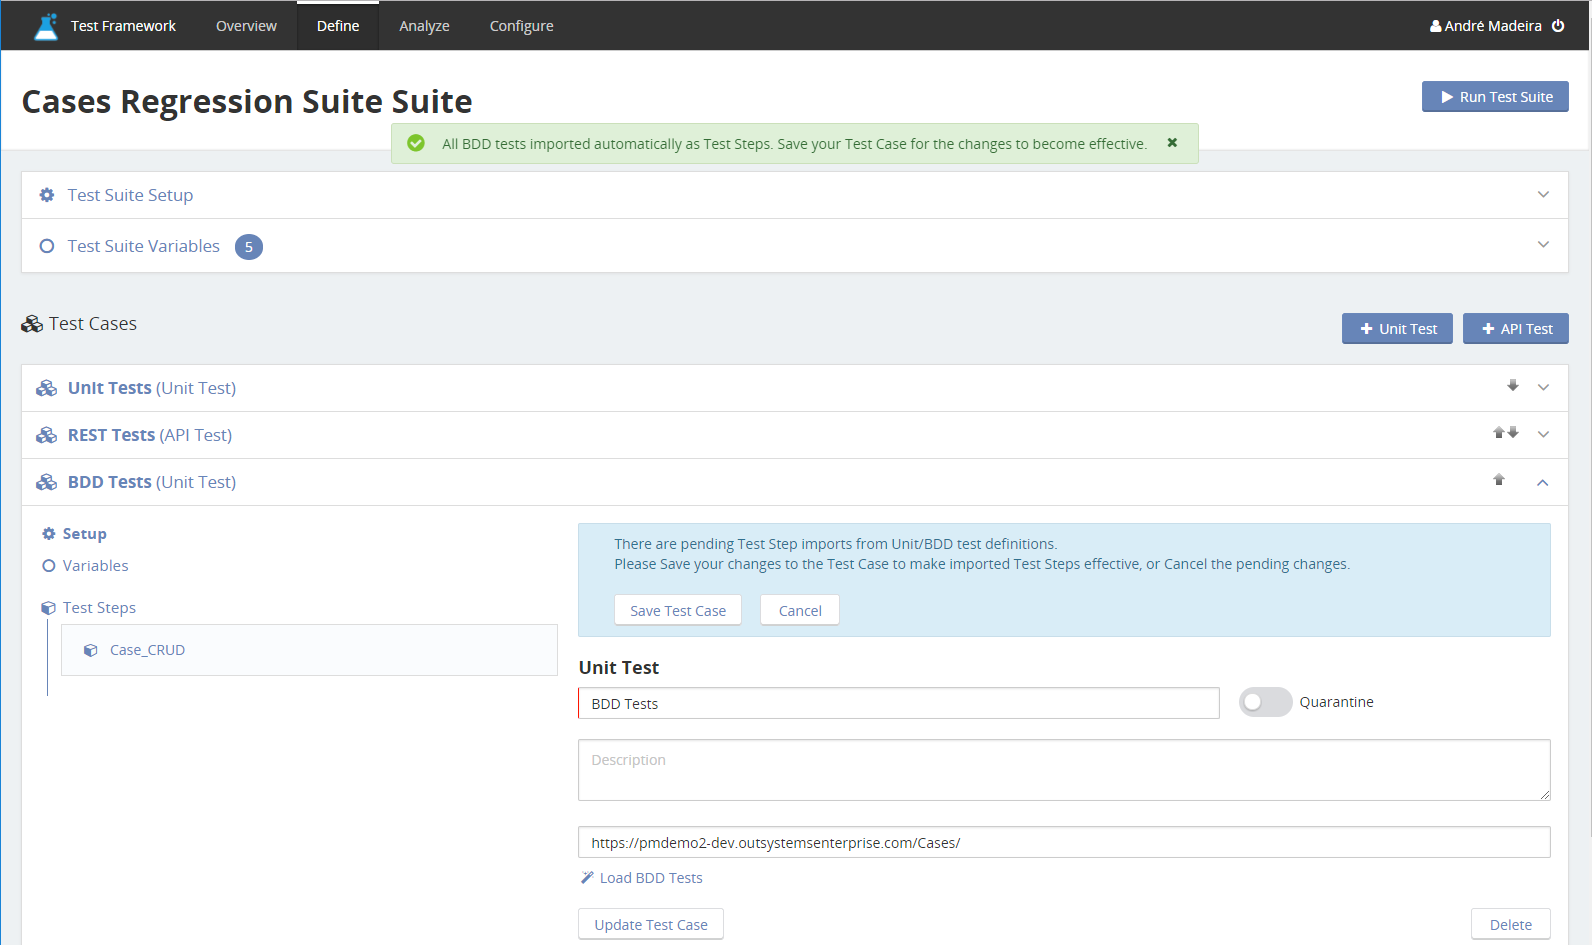 Test Framework Overview Define Analyze Configure André Madeira
Cases Regression Suite Suite
Run Test Suite
All BDD tests imported automatically as Test Steps. Save your Test Case for the changes to become effective.
Test Suite Setup
Test Suite Variables 5
Test Cases
Unit Test API Test
UnIt Tests (Unit Test)
REST Tests (API Test)
BDD Tests (Unit Test)
Setup
Variables
Test Steps
Case_CRUD
There are pending Test Step imports from Unit/BDD test definitions.
Please Save your changes to the Test Case to make imported Test Steps effective, or Cancel the pending changes.
Save Test Case Cancel
Unit Test
BDD Tests
Quarantine
Description
https://pmdemo2-dev.outsystemsenterprise.com/Cases/
Load BDD Tests
Update Test Case Delete